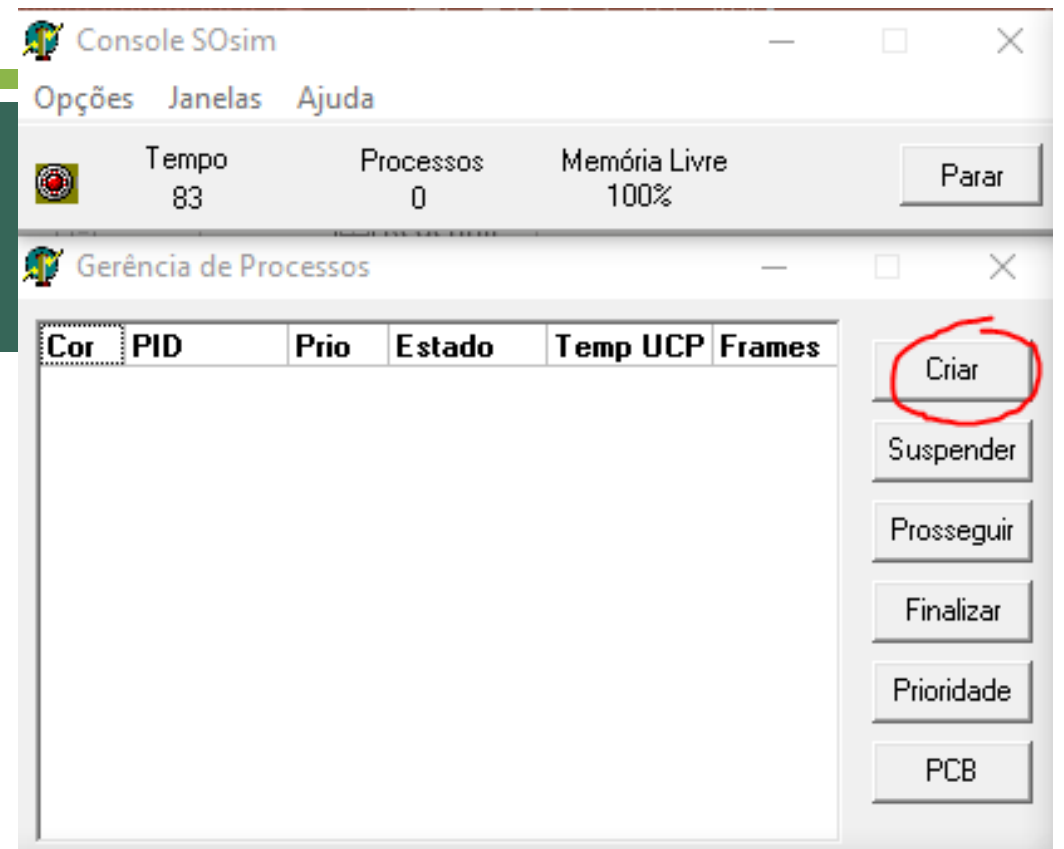 Console SOsim
Opções Janelas Ajuda
Tempo Processos Memória Livre
83 0 100% Parar
Gerência de Processos
Cor PID Prio Estado Temp UCP Frames
Criar
Suspender
Prosseguir
Finalizar
Prioridade
PCB